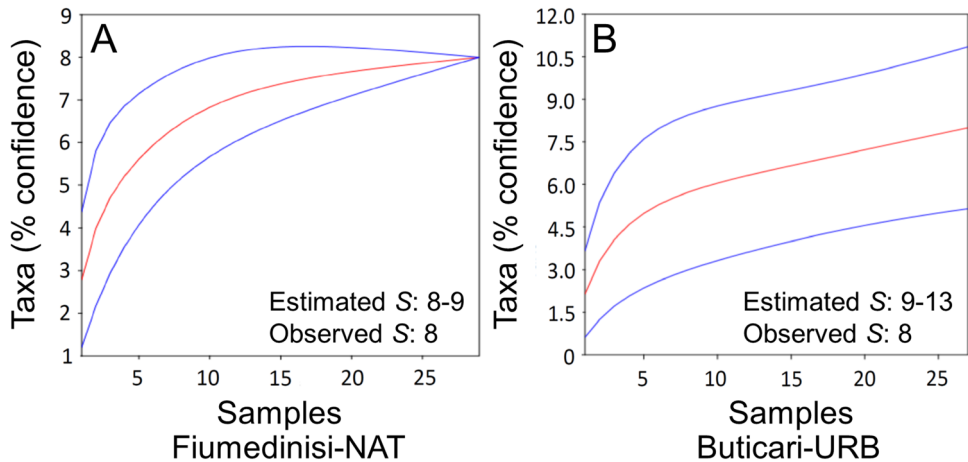 A
Taxa (% confidence)
9
8
7
6
5
4
3
2
1
5
10
15
20
25
Estimated S: 8-9
Observed S: 8
Samples
Fiumedinisi-NAT
B
Taxa (% confidence)
12.0
10.5
9.0
7.5
6.0
4.5
3.0
1.5
0
5
10
15
20
25
Estimated S: 9-13
Observed S: 8
Samples
Buticari-URB